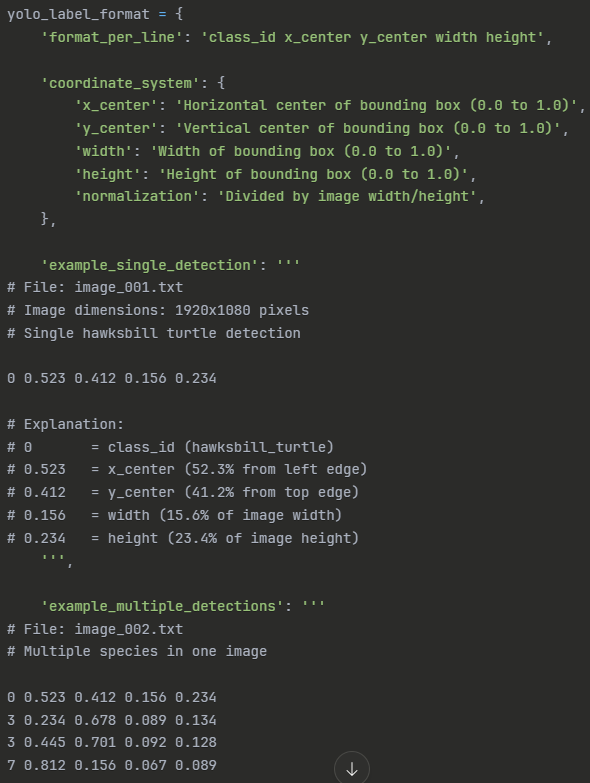 yolo_label_format = {
    'format_per_line': 'class_id x_center y_center width height',

    'coordinate_system': {
        'x_center': 'Horizontal center of bounding box (0.0 to 1.0)',
        'y_center': 'Vertical center of bounding box (0.0 to 1.0)',
        'width': 'Width of bounding box (0.0 to 1.0)',
        'height': 'Height of bounding box (0.0 to 1.0)',
        'normalization': 'Divided by image width/height',
    },

    'example_single_detection': '''
# File: image_001.txt
# Image dimensions: 1920x1080 pixels
# Single hawksbill turtle detection

0 0.523 0.412 0.156 0.234

# Explanation:
# 0       = class_id (hawksbill_turtle)
# 0.523   = x_center (52.3% from left edge)
# 0.412   = y_center (41.2% from top edge)
# 0.156   = width (15.6% of image width)
# 0.234   = height (23.4% of image height)
    ''',

    'example_multiple_detections': '''
# File: image_002.txt
# Multiple species in one image

0 0.523 0.412 0.156 0.234
3 0.234 0.678 0.089 0.134
3 0.445 0.701 0.092 0.128
7 0.812 0.156 0.067 0.089